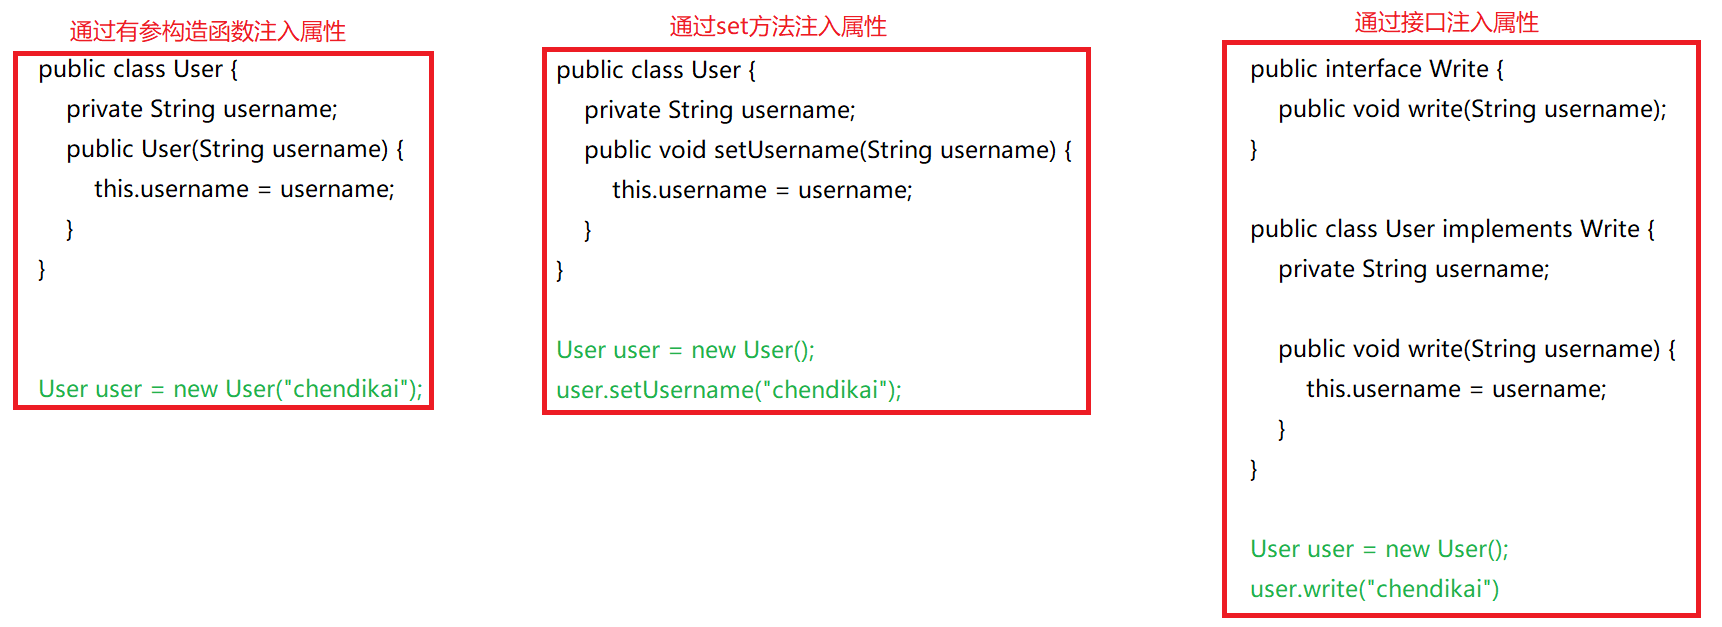 通过有参构造函数注入属性
public class User {
private String username;
public User(String username) {
this.username = username;
}
}
User user = new User("chendikai");
通过set方法注入属性
public class User {
private String username;
public void setUsername(String username) {
this.username = username;
}
}
User user = new User();
user.setUsername("chendikai");
通过接口注入属性
public interface Write {
public void write(String username);
}
public class User implements Write {
private String username;
public void write(String username) {
this.username = username;
}
}
User user = new User();
user.write("chendikai")